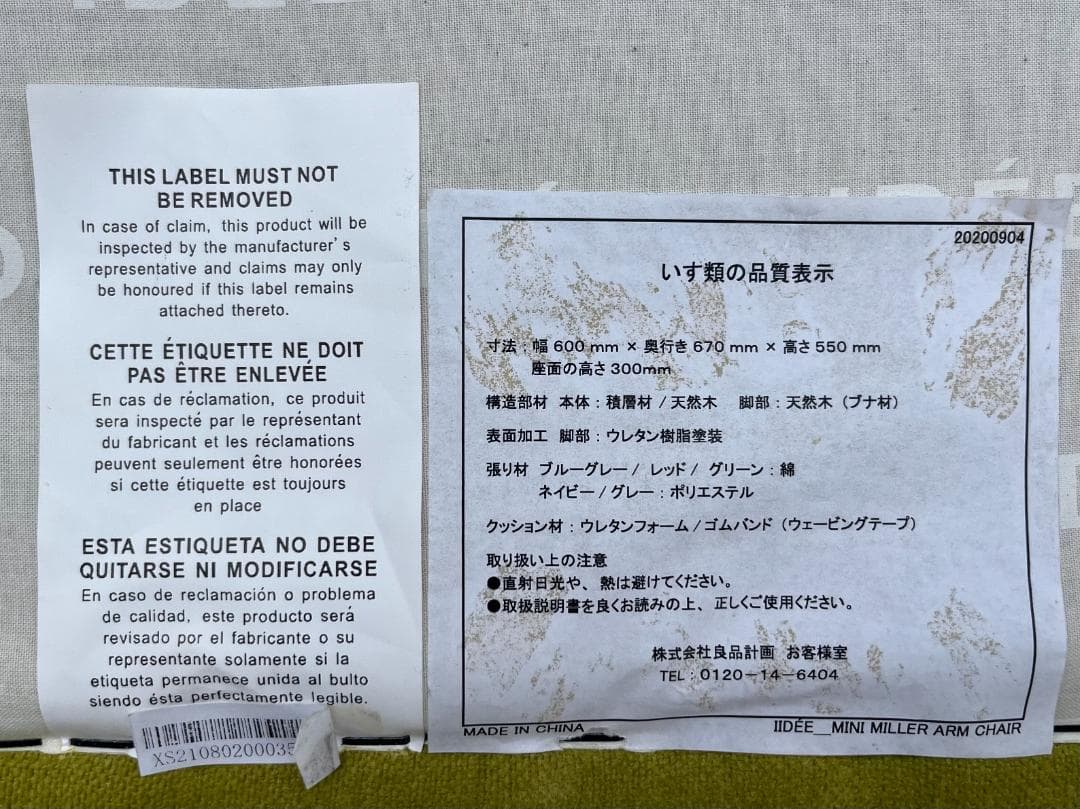 THIS LABEL MUST NOT
BE REMOVED
In case of claim, this product will be
inspected by the manufacturer's
representative and claims may only
be honoured if this label remains
attached thereto.
CETTE ÉTIQUETTE NE DOIT
PAS ÊTRE ENLEVÉE
En cas de réclamation, ce produit
sera inspecté par le représentant
du fabricant et les réclamations
peuvent seulement être honorées
si cette étiquette est toujours
en place
ESTA ESTIQUETA NO DEBE
QUITARSE NI MODIFICARSE
En caso de reclamación o problema
de calidad, este producto será
revisado por el fabricante o su
representante solamente si la
etiqueta permanece unida al bulto
siendo ésta perfectamente legible.
XS2108020003
20200904
いす類の品質表示
寸法:幅 600 mm × 奥行き 670 mm × 高さ 550 mm
座面の高さ 300mm
構造部材 本体:積層材 / 天然木 脚部:天然木(ブナ材)
表面加工 脚部:ウレタン樹脂塗装
張り材 ブルーグレー / レッド / グリーン:綿
ネイビー / グレー:ポリエステル
クッション材:ウレタンフォーム / ゴムバンド(ウェービングテープ)
取り扱い上の注意
●直射日光や、熱は避けてください。
●取扱説明書を良くお読みの上、正しくご使用ください。
株式会社良品計画 お客様室
TEL:0120-14-6404
MADE IN CHINA
IIDÉE__MINI MILLER ARM CHAIR